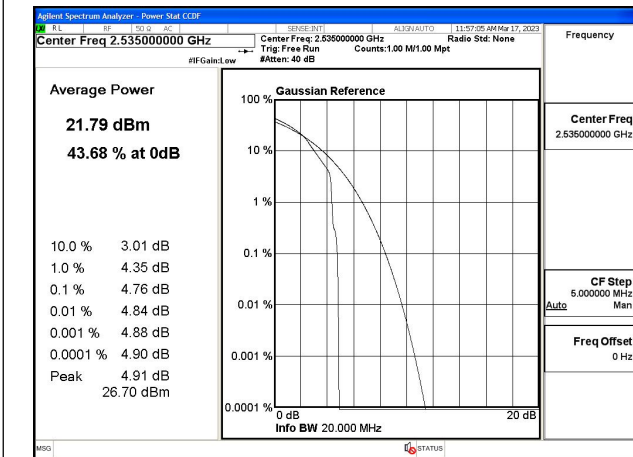 Agilent Spectrum Analyzer - Power Stat CCDF
RL RF 50 Ω AC SENSE:INT ALIGN AUTO 11:57:05 AM Mar 17, 2023
Center Freq 2.535000000 GHz
Center Freq: 2.535000000 GHz Radio Std: None
Trig: Free Run Counts:1.00 M/1.00 Mpt
#IFGain:Low #Atten: 40 dB
Frequency
Average Power
21.79 dBm
43.68 % at 0dB
10.0 % 3.01 dB
1.0 % 4.35 dB
0.1 % 4.76 dB
0.01 % 4.84 dB
0.001 % 4.88 dB
0.0001 % 4.90 dB
Peak 4.91 dB
26.70 dBm
Gaussian Reference
100 %
10 %
1 %
0.1 %
0.01 %
0.001 %
0.0001 %
0 dB 20 dB
Info BW 20.000 MHz
Center Freq
2.535000000 GHz
CF Step
5.000000 MHz
Auto Man
Freq Offset
0 Hz
MSG STATUS